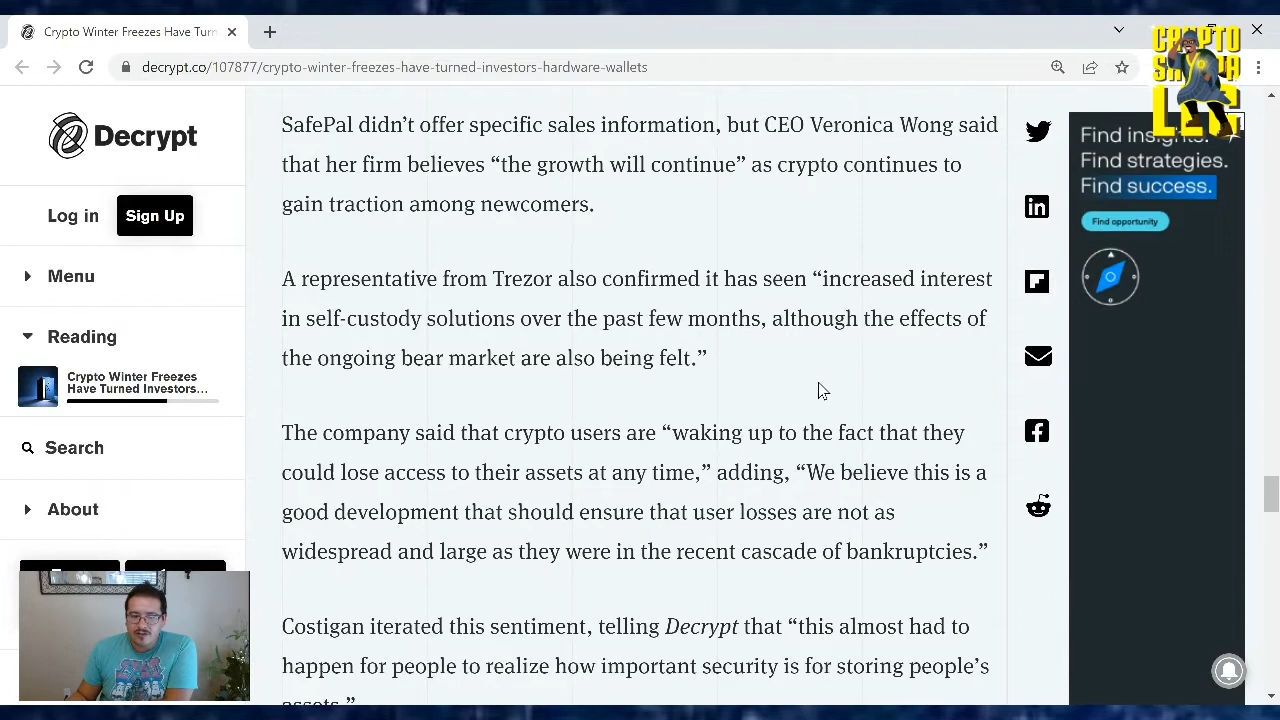 Crypto Winter Freezes Have Turn
decrypt.co/107877/crypto-winter-freezes-have-turned-investors-hardware-wallets
CRYPTO
LEO
Decrypt
Log in
Sign Up
Menu
Reading
Crypto Winter Freezes
Have Turned Investors...
Search
About
SafePal didn’t offer specific sales information, but CEO Veronica Wong said
that her firm believes “the growth will continue” as crypto continues to
gain traction among newcomers.
A representative from Trezor also confirmed it has seen “increased interest
in self-custody solutions over the past few months, although the effects of
the ongoing bear market are also being felt.”
The company said that crypto users are “waking up to the fact that they
could lose access to their assets at any time,” adding, “We believe this is a
good development that should ensure that user losses are not as
widespread and large as they were in the recent cascade of bankruptcies.”
Costigan iterated this sentiment, telling Decrypt that “this almost had to
happen for people to realize how important security is for storing people’s
assets.”
Find insights.
Find strategies.
Find success.
Find opportunity